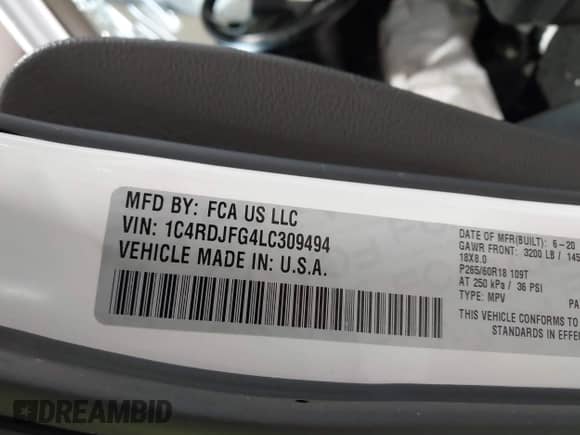 MFD BY: FCA US LLC
VIN: 1C4RDJFG4LC309494
VEHICLE MADE IN: U.S.A.
DATE OF MFR(BUILT): 6-20
GAWR FRONT: 3200 LB / 145
18X8.0
P265/60R18 109T
AT 250 kPa / 36 PSI
TYPE: MPV
PA
THIS VEHICLE CONFORMS TO
STANDARDS IN EFFE
DREAMBID